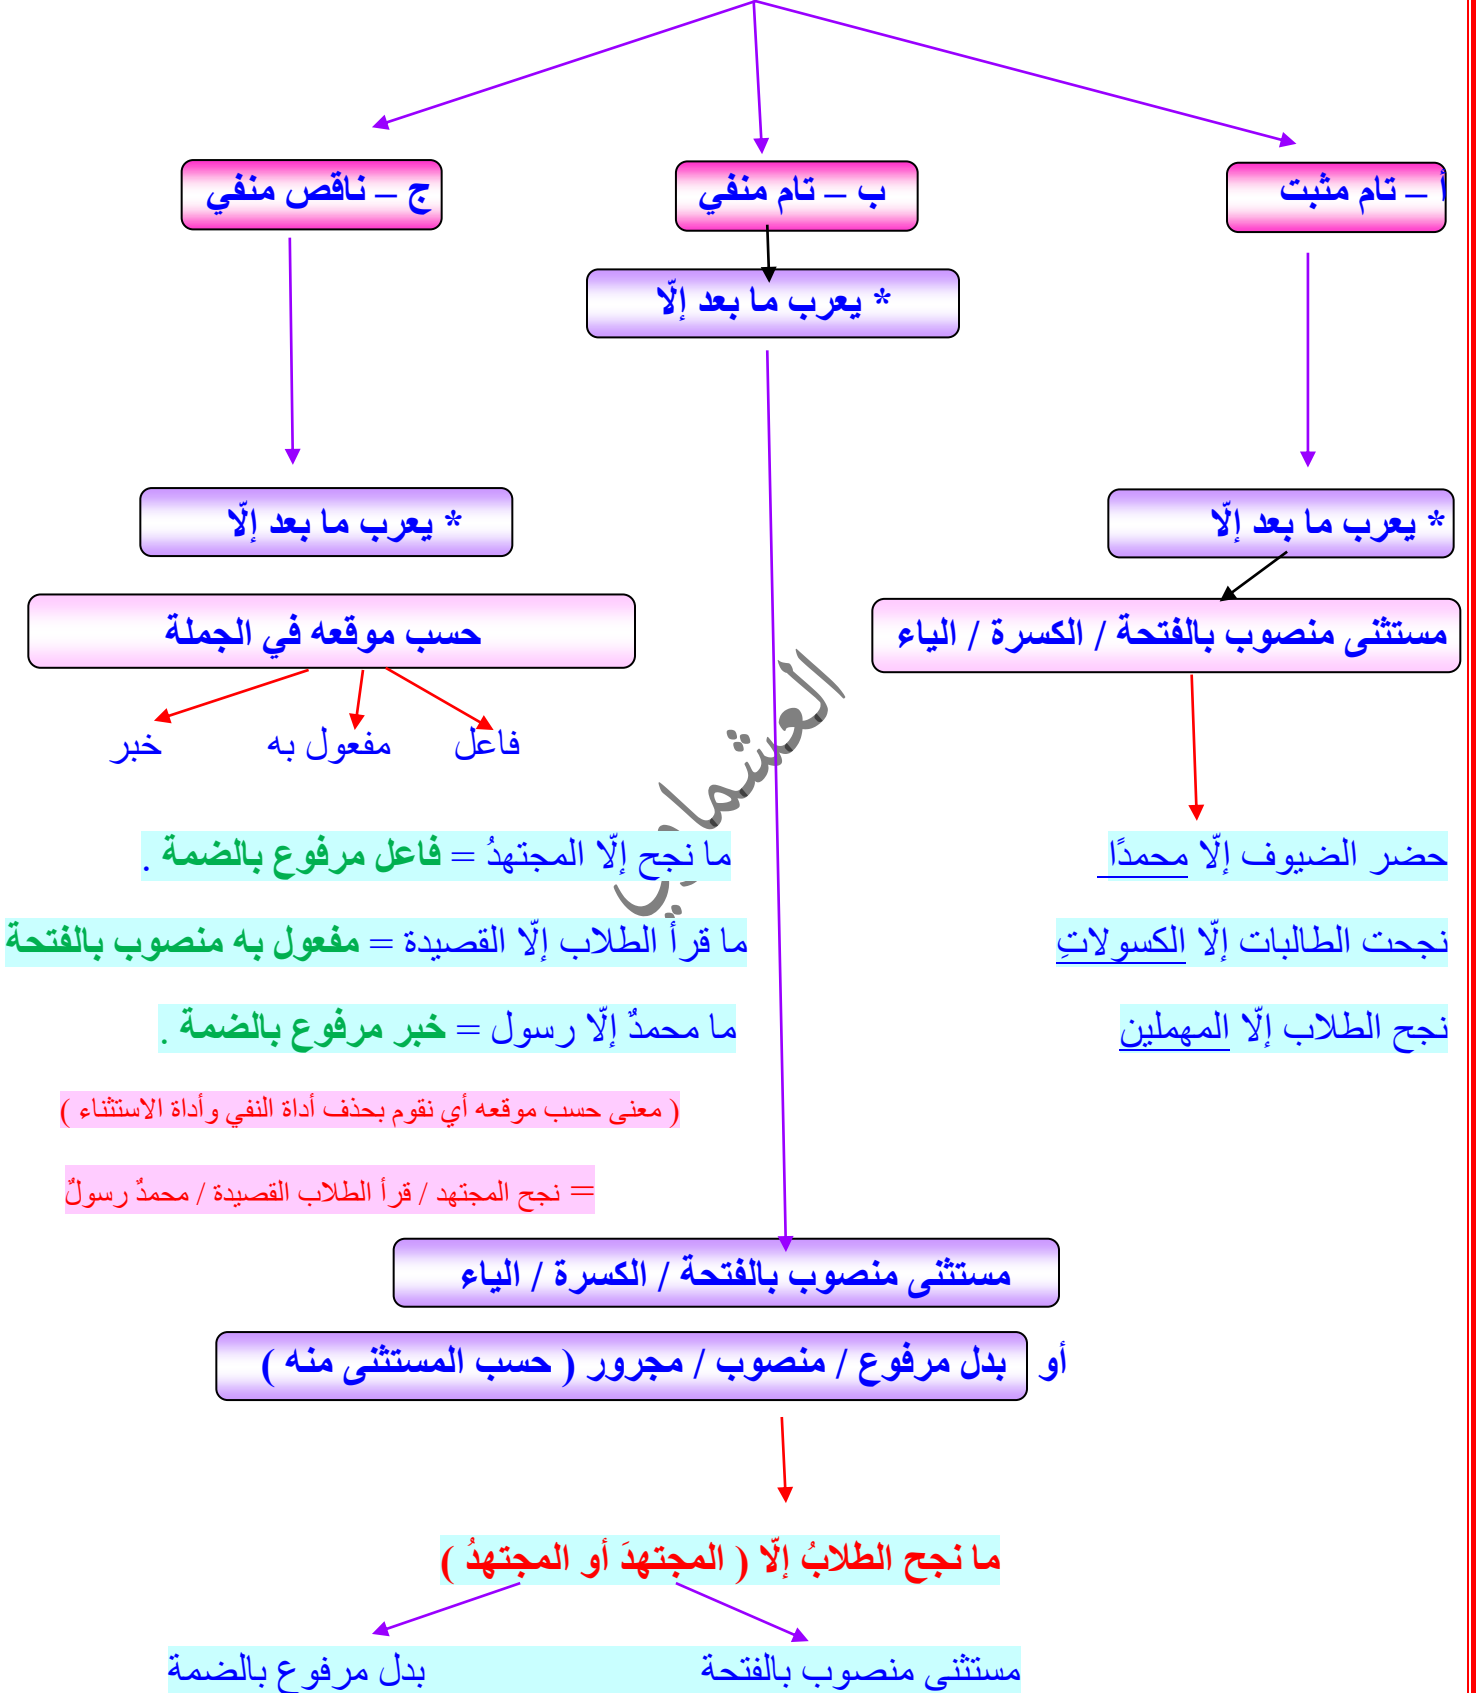 أ – تام مثبت
ب – تام منفي
ج – ناقص منفي
* يعرب ما بعد إلّا
* يعرب ما بعد إلّا
* يعرب ما بعد إلّا
مستثنى منصوب بالفتحة / الكسرة / الياء
حسب موقعه في الجملة
فاعل
مفعول به
خبر
العشماوي
حضر الضيوف إلّا محمدًا
ما نجح إلّا المجتهدُ = فاعل مرفوع بالضمة .
نجحت الطالبات إلّا الكسولاتِ
ما قرأ الطلاب إلّا القصيدة = مفعول به منصوب بالفتحة
نجح الطلاب إلّا المهملين
ما محمدٌ إلّا رسول = خبر مرفوع بالضمة .
( معنى حسب موقعه أي نقوم بحذف أداة النفي وأداة الاستثناء )
= نجح المجتهد / قرأ الطلاب القصيدة / محمدٌ رسولٌ
مستثنى منصوب بالفتحة / الكسرة / الياء
أو بدل مرفوع / منصوب / مجرور ( حسب المستثنى منه )
ما نجح الطلابُ إلّا ( المجتهدَ أو المجتهدُ )
مستثنى منصوب بالفتحة
بدل مرفوع بالضمة